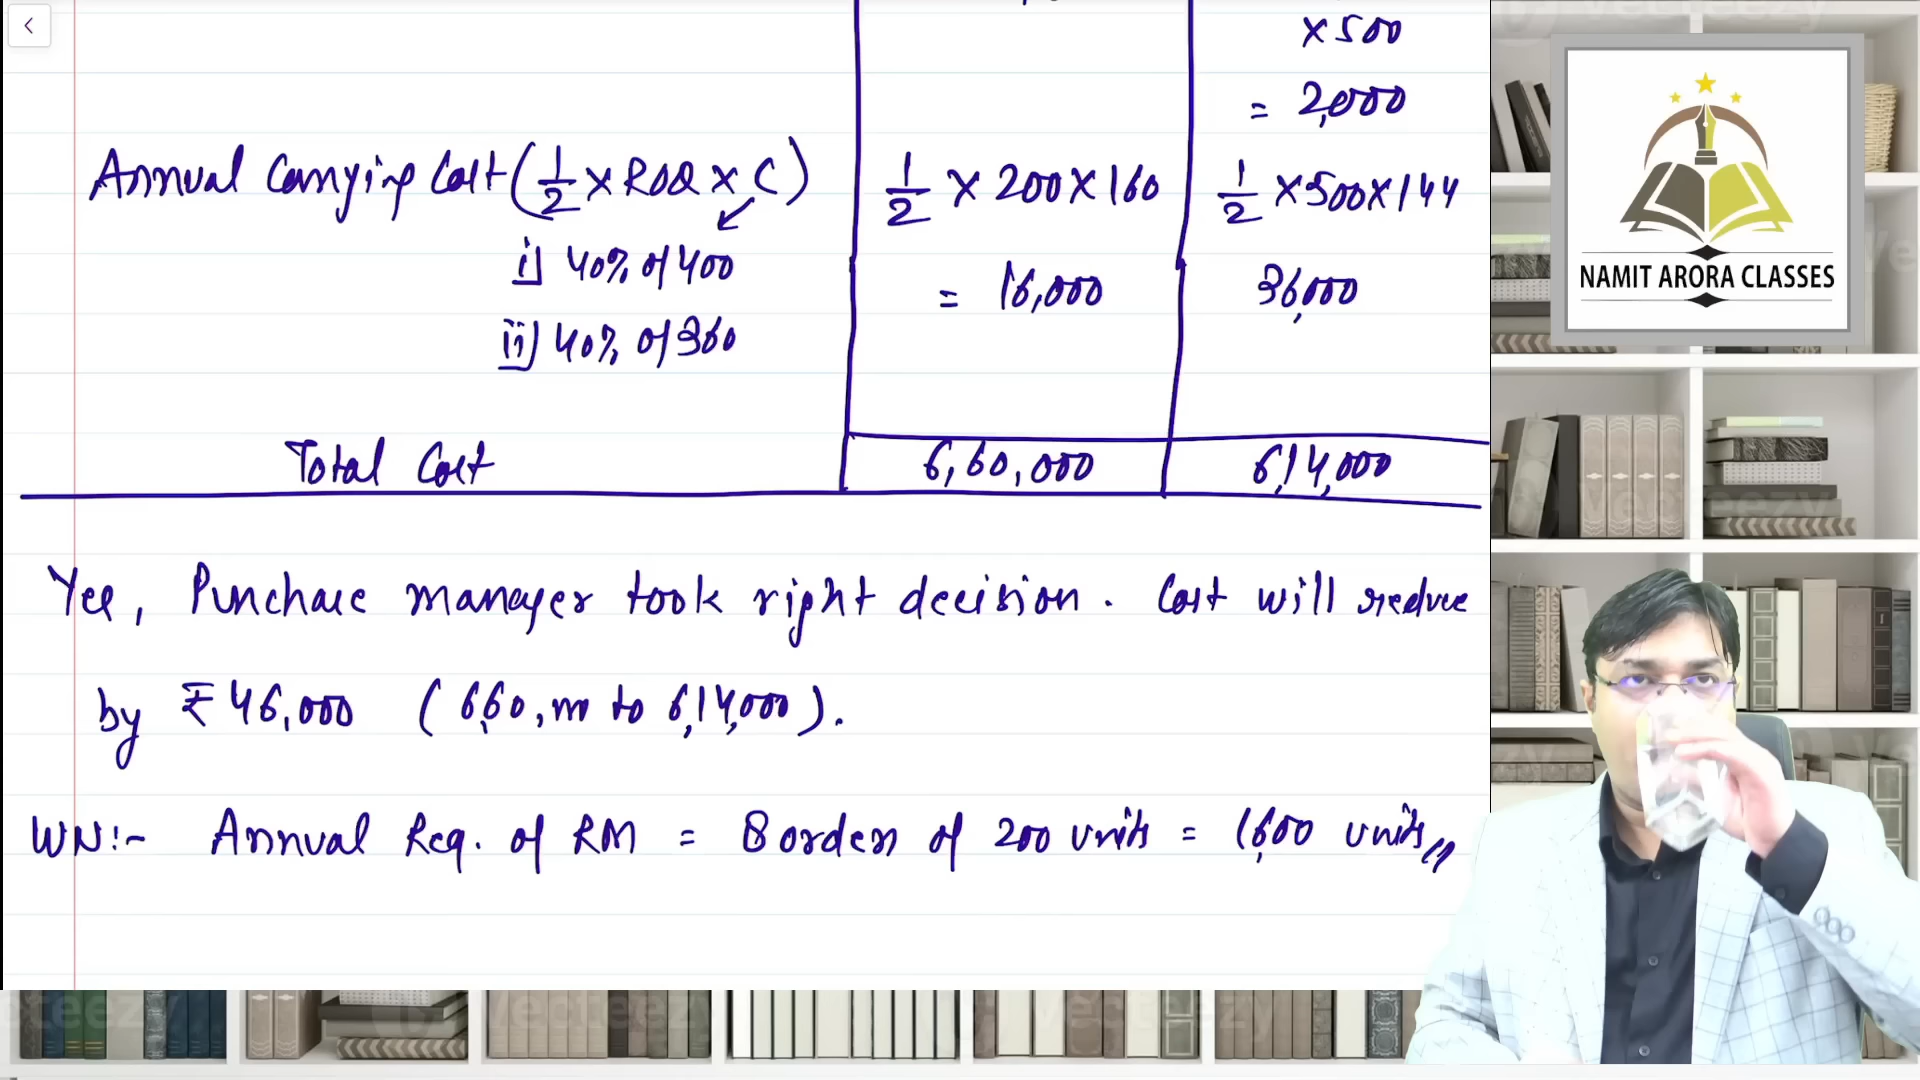 ×500
= 2,000
Annual Carrying Cost (1/2 × ROQ × C)
1/2 × 200 × 160
1/2 × 500 × 144
i) 40% of 400
= 16,000
36,000
ii) 40% of 360
Total Cost
6,60,000
6,14,000
Yes, Purchase manager took right decision. Cost will reduce
by ₹ 46,000 (6,60,000 to 6,14,000).
WN:- Annual Req. of RM = 8 orders of 200 units = 1,600 units
NAMIT ARORA CLASSES
vecteezy
vecteezy
vecteezy